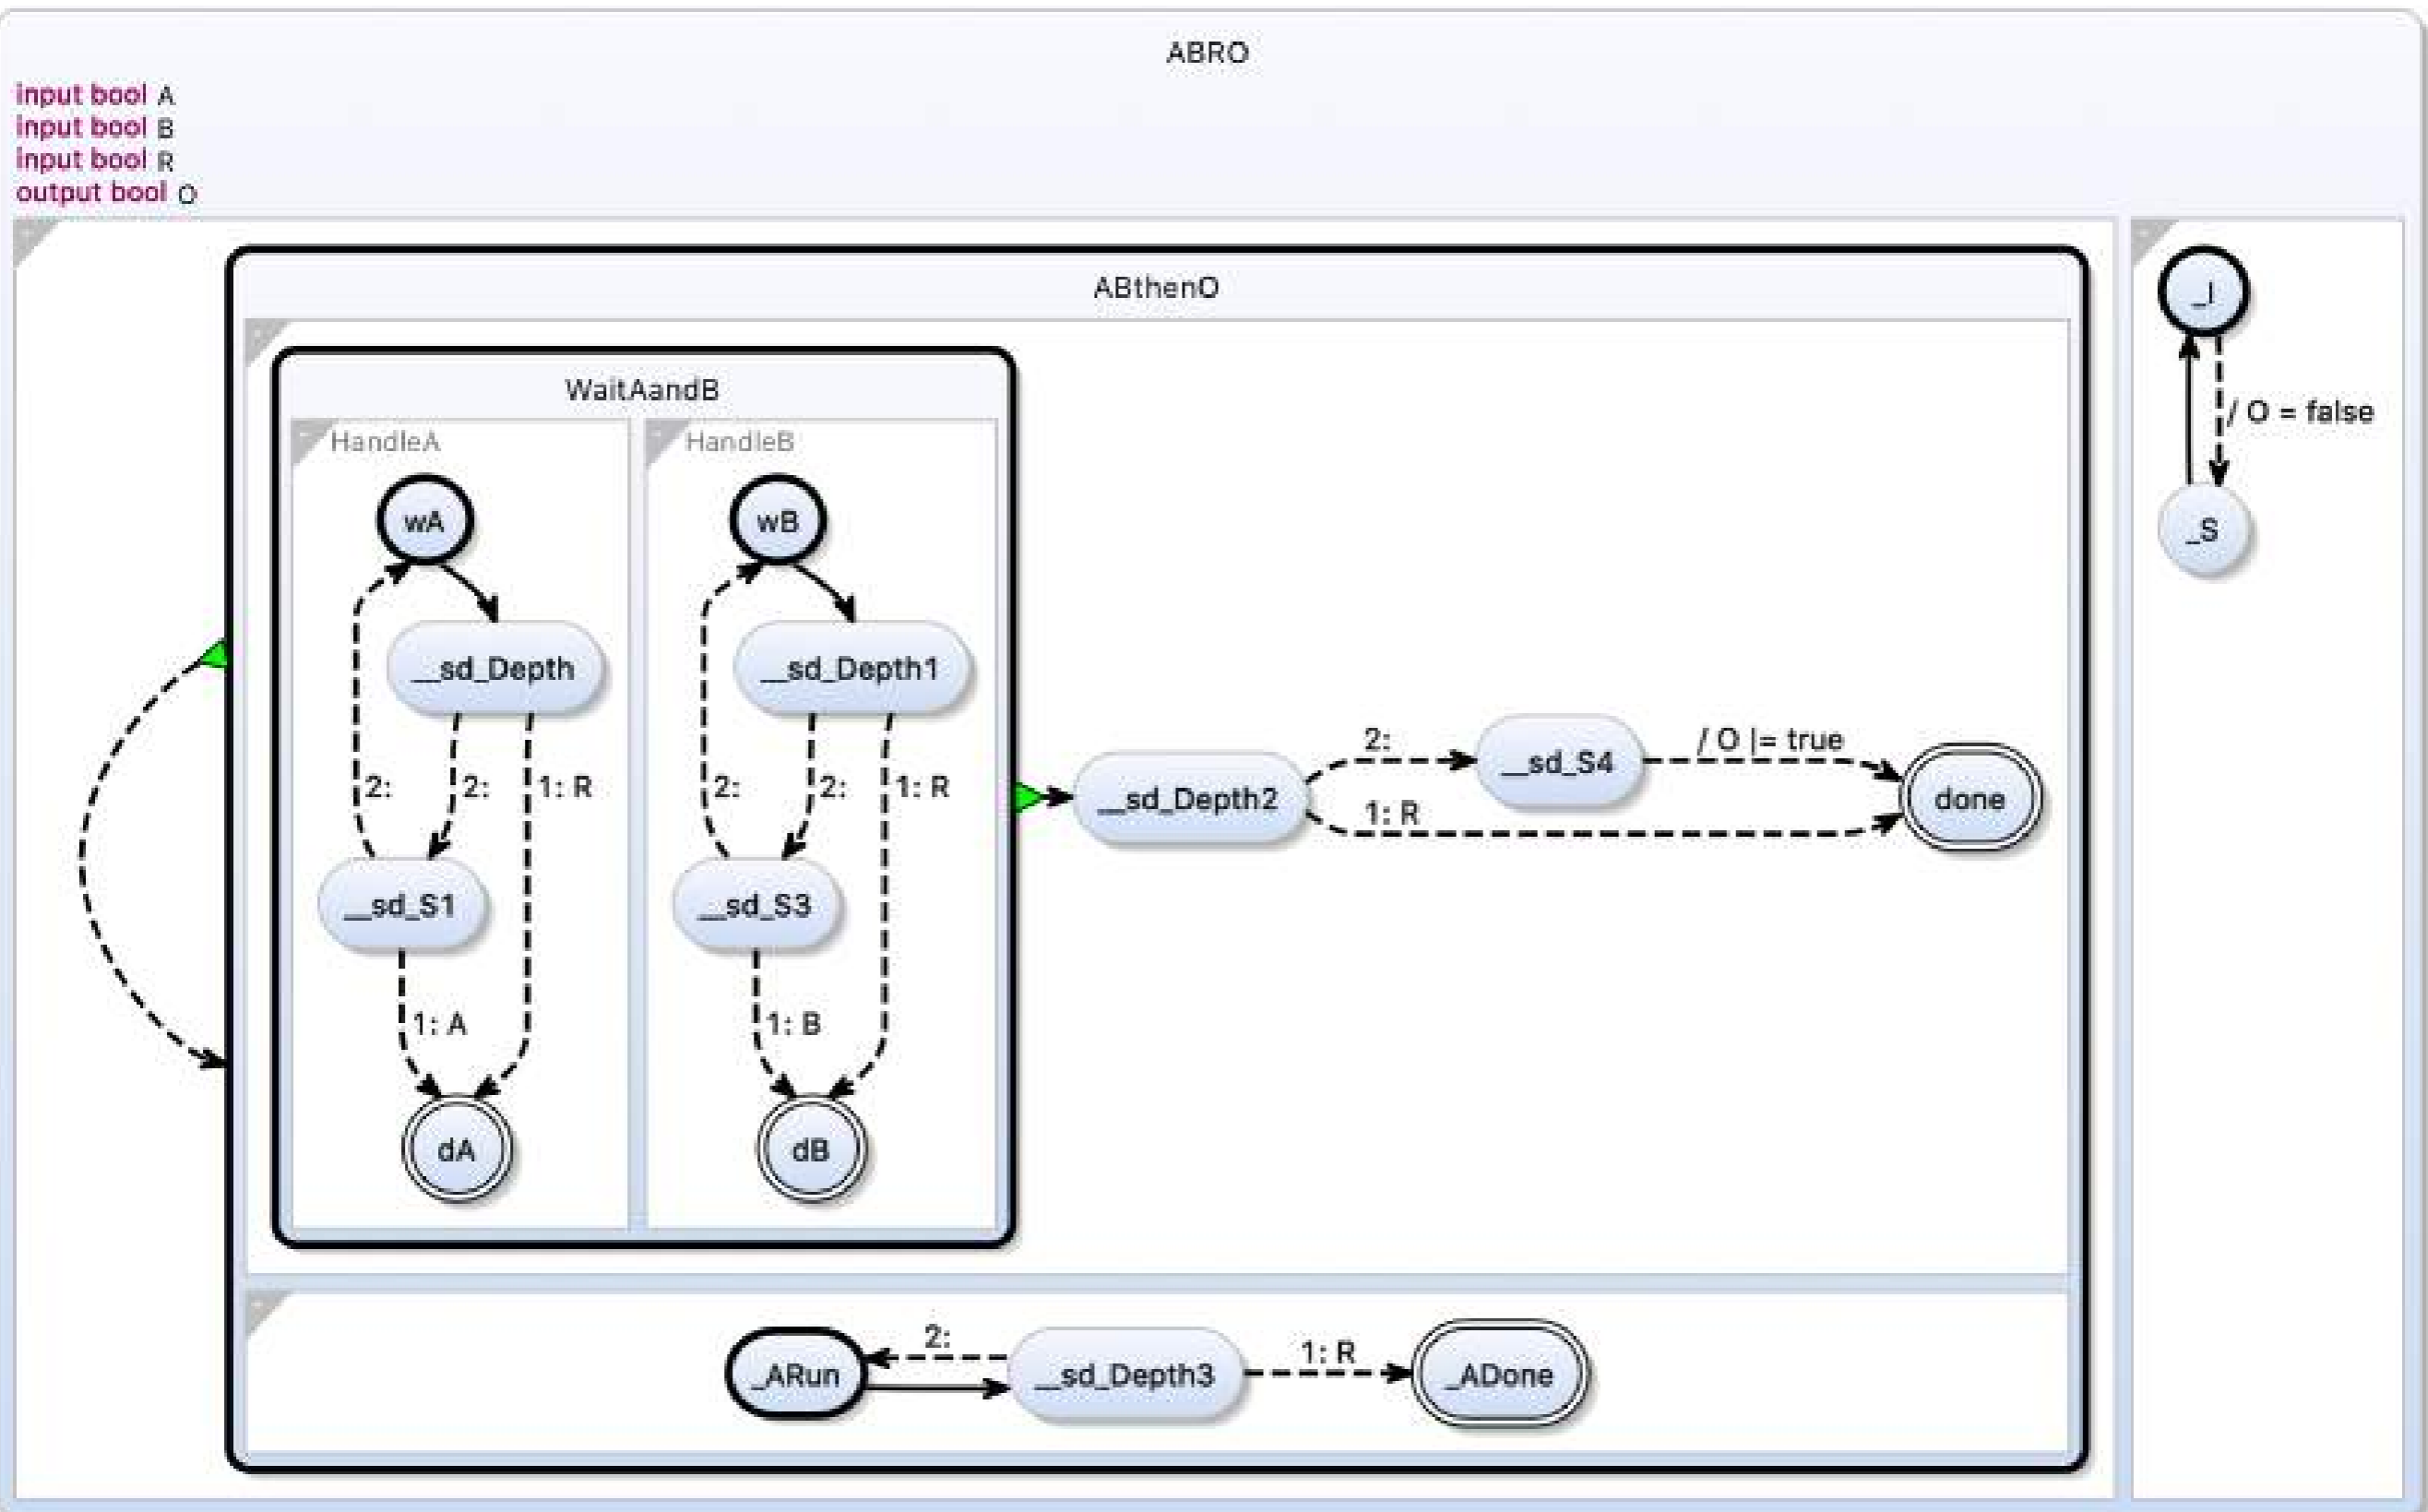 ABRO
input bool A
input bool B
input bool R
output bool O
ABthenO
WaitAandB
HandleA
HandleB
wA
wB
__sd_Depth
__sd_Depth1
2:
2:
1: R
2:
2:
1: R
__sd_S1
__sd_S3
1: A
1: B
dA
dB
__sd_Depth2
2:
1: R
__sd_S4
/ O |= true
done
_ARun
2:
__sd_Depth3
1: R
_ADone
_I
/ O = false
_S